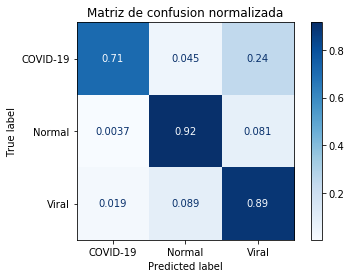 Matriz de confusion normalizada
True label
COVID-19 0.71 0.045 0.24
Normal 0.0037 0.92 0.081
Viral 0.019 0.089 0.89
COVID-19 Normal Viral
Predicted label
0.8
0.6
0.4
0.2